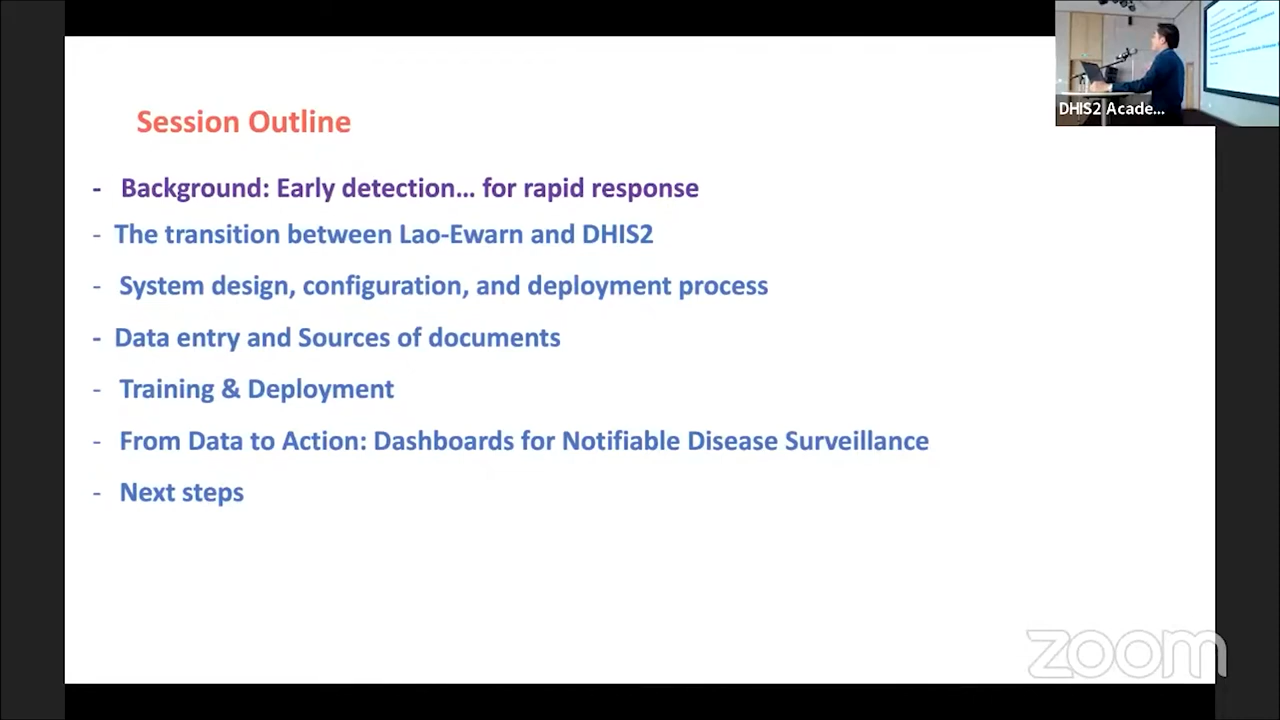 DHIS2 Acade...
Session Outline
- Background: Early detection... for rapid response
- The transition between Lao-Ewarn and DHIS2
- System design, configuration, and deployment process
- Data entry and Sources of documents
- Training & Deployment
- From Data to Action: Dashboards for Notifiable Disease Surveillance
- Next steps
zoom